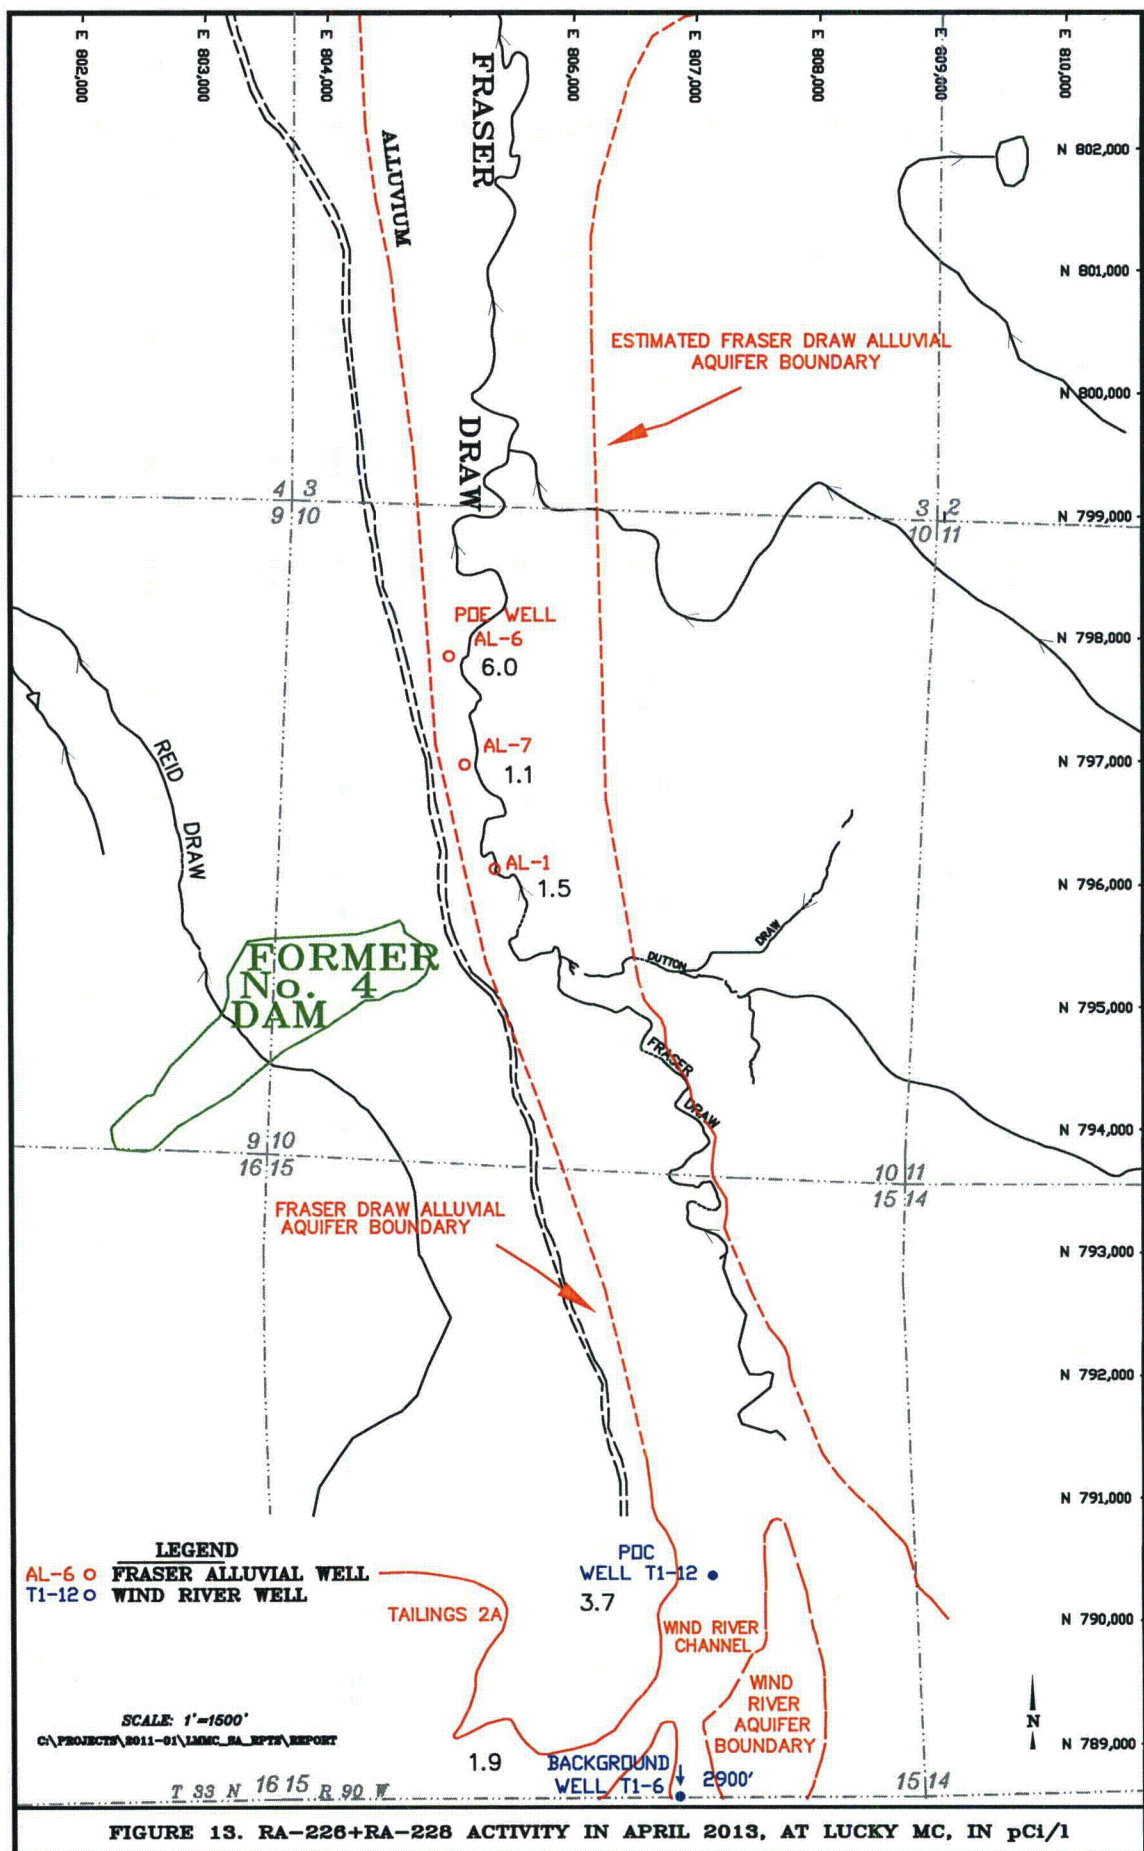 E 802,000
E 803,000
E 804,000
E 806,000
E 807,000
E 808,000
E 809,000
E 810,000
FRASER
N 802,000
ALLUVIUM
N 801,000
ESTIMATED FRASER DRAW ALLUVIAL
AQUIFER BOUNDARY
N 800,000
DRAW
4 3
9 10
3 2
10 11
N 799,000
POE WELL
AL-6
6.0
N 798,000
REID
DRAW
AL-7
1.1
N 797,000
AL-1
1.5
N 796,000
FORMER
No. 4
DAM
DUTTON
DRAW
N 795,000
FRASER
DRAW
N 794,000
9 10
16 15
10 11
15 14
FRASER DRAW ALLUVIAL
AQUIFER BOUNDARY
N 793,000
N 792,000
N 791,000
LEGEND
AL-6 FRASER ALLUVIAL WELL
T1-12 WIND RIVER WELL
POC
WELL T1-12
3.7
TAILINGS 2A
N 790,000
WIND RIVER
CHANNEL
WIND
RIVER
AQUIFER
BOUNDARY
SCALE: 1"=1500'
C:\PROJECTS\2011-01\LMMC_SA_RPTS\REPORT
N
N 789,000
1.9
BACKGROUND
WELL T1-6
2900'
T 33 N 16 15 R 90 W
15 14
FIGURE 13. RA-226+RA-228 ACTIVITY IN APRIL 2013, AT LUCKY MC, IN pCi/l